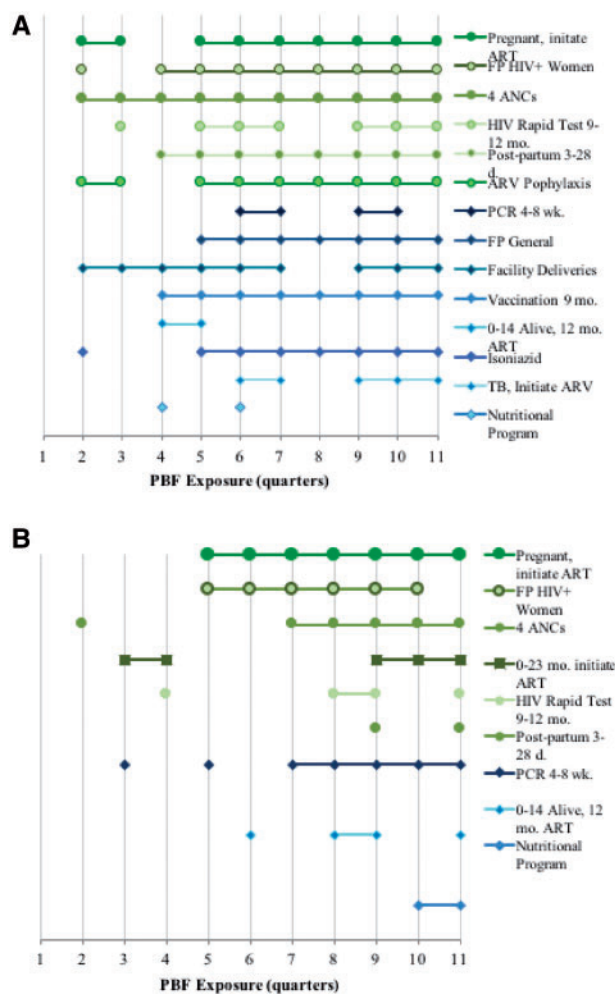 A
Pregnant, initate ART
FP HIV+ Women
4 ANCs
HIV Rapid Test 9-
12 mo.
Post-partum 3-28
d.
ARV Pophylaxis
PCR 4-8 wk.
FP General
Facility Deliveries
Vaccination 9 mo.
0-14 Alive, 12 mo.
ART
Isoniazid
TB, Initiate ARV
Nutritional
Program
1 2 3 4 5 6 7 8 9 10 11
PBF Exposure (quarters)
B
Pregnant,
initiate ART
FP HIV+
Women
4 ANCs
0-23 mo. initiate
ART
HIV Rapid Test
9-12 mo.
Post-partum 3-
28 d.
PCR 4-8 wk.
0-14 Alive, 12
mo. ART
Nutritional
Program
1 2 3 4 5 6 7 8 9 10 11
PBF Exposure (quarters)